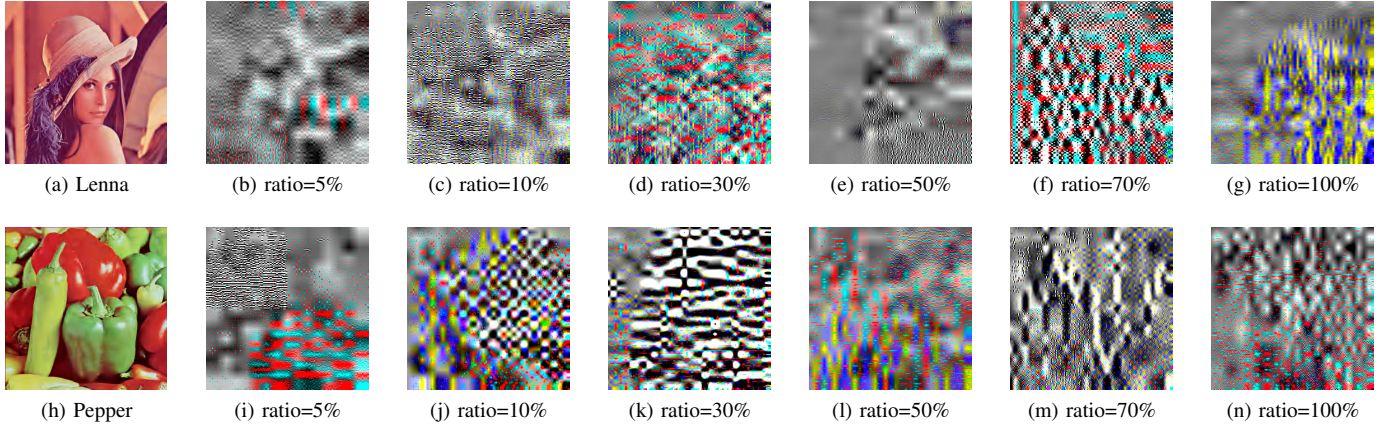 (a) Lenna (b) ratio=5% (c) ratio=10% (d) ratio=30% (e) ratio=50% (f) ratio=70% (g) ratio=100%
(h) Pepper (i) ratio=5% (j) ratio=10% (k) ratio=30% (l) ratio=50% (m) ratio=70% (n) ratio=100%